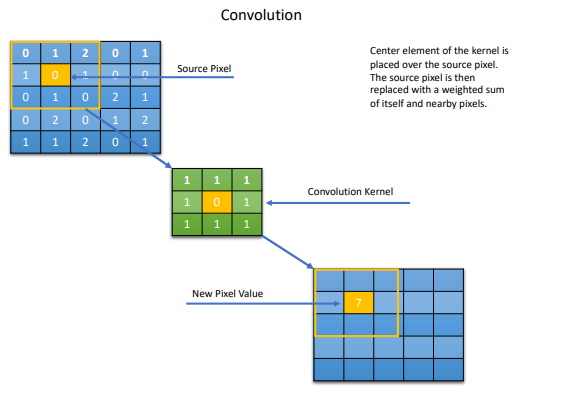 Convolution
0 1 2 0 1
1 0 1 0 0
0 1 0 2 1
0 2 0 1 2
1 1 2 0 1
Source Pixel
Center element of the kernel is
placed over the source pixel.
The source pixel is then
replaced with a weighted sum
of itself and nearby pixels.
1 1 1
1 0 1
1 1 1
Convolution Kernel
New Pixel Value
7